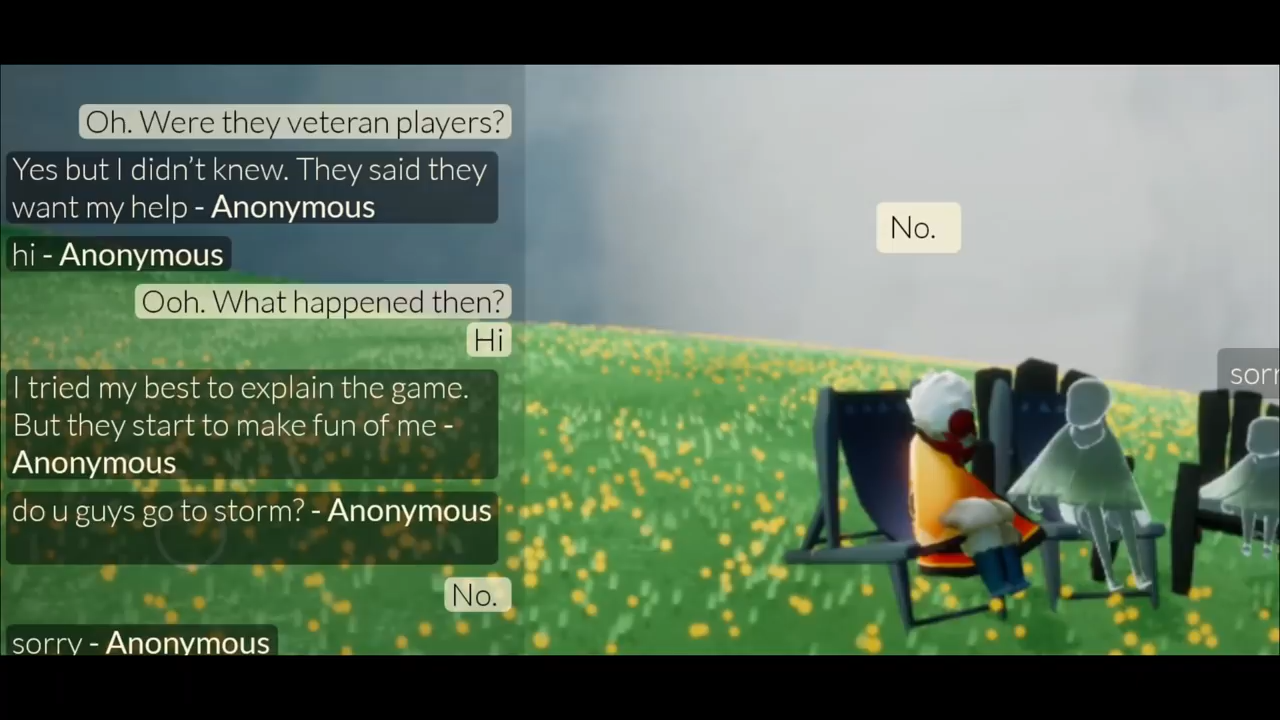 Oh. Were they veteran players?
Yes but I didn't knew. They said they
want my help - Anonymous
hi - Anonymous
Ooh. What happened then?
Hi
I tried my best to explain the game.
But they start to make fun of me -
Anonymous
do u guys go to storm? - Anonymous
No.
sorry - Anonymous
No.
sorr